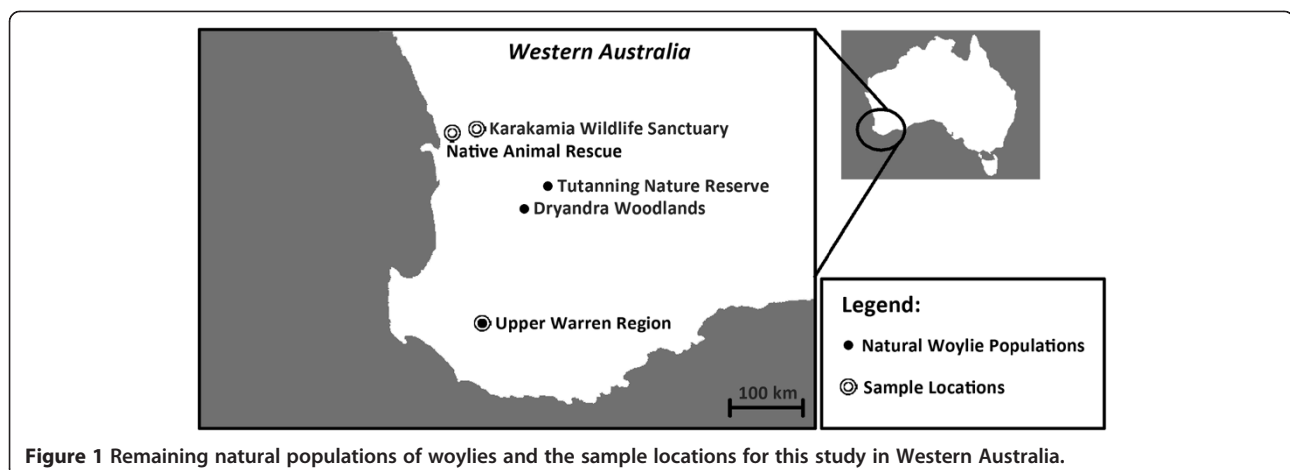 Western Australia
Karakamia Wildlife Sanctuary
Native Animal Rescue
Tutanning Nature Reserve
Dryandra Woodlands
Upper Warren Region
100 km
Legend:
Natural Woylie Populations
Sample Locations
Figure 1 Remaining natural populations of woylies and the sample locations for this study in Western Australia.